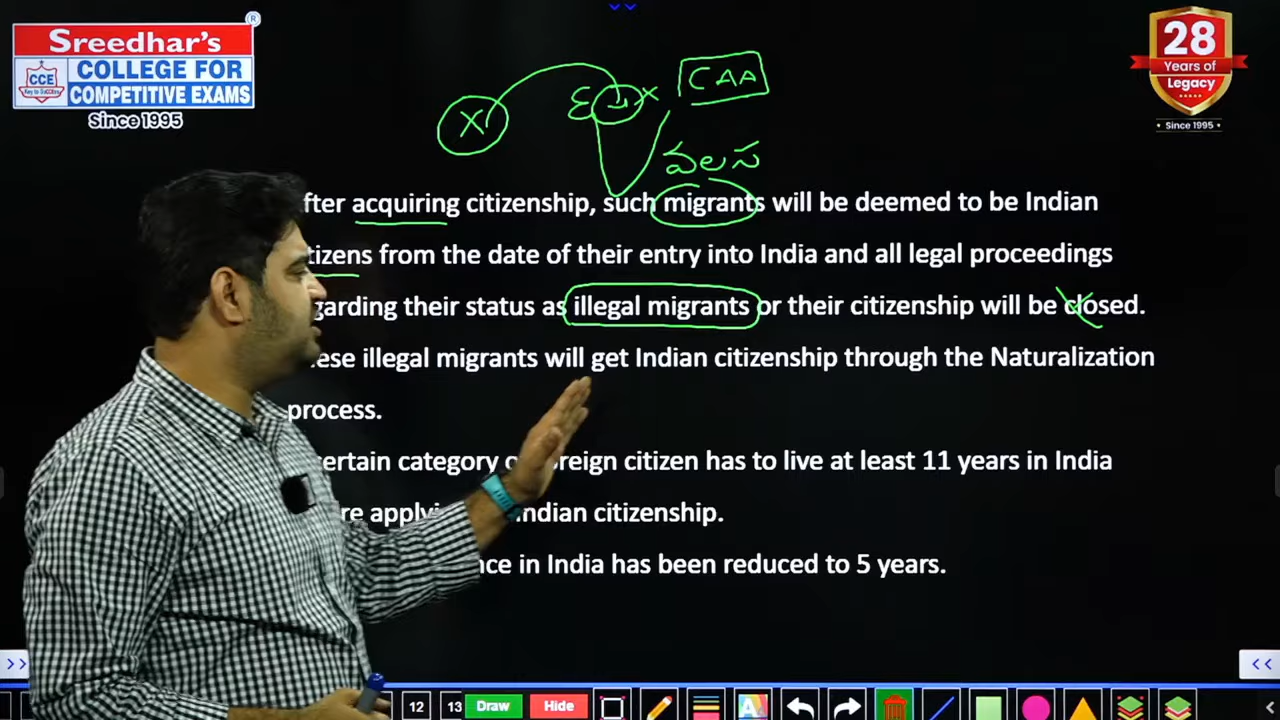 Sreedhar's
CCE
COLLEGE FOR
COMPETITIVE EXAMS
Since 1995
28
Years of
Legacy
• Since 1995 •
X
CAA
వలస
fter acquiring citizenship, such migrants will be deemed to be Indian
tizens from the date of their entry into India and all legal proceedings
garding their status as illegal migrants or their citizenship will be closed.
ese illegal migrants will get Indian citizenship through the Naturalization
process.
ertain category foreign citizen has to live at least 11 years in India
re Indian citizenship.
nce in India has been reduced to 5 years.
>>
<<
12
13
Draw
Hide